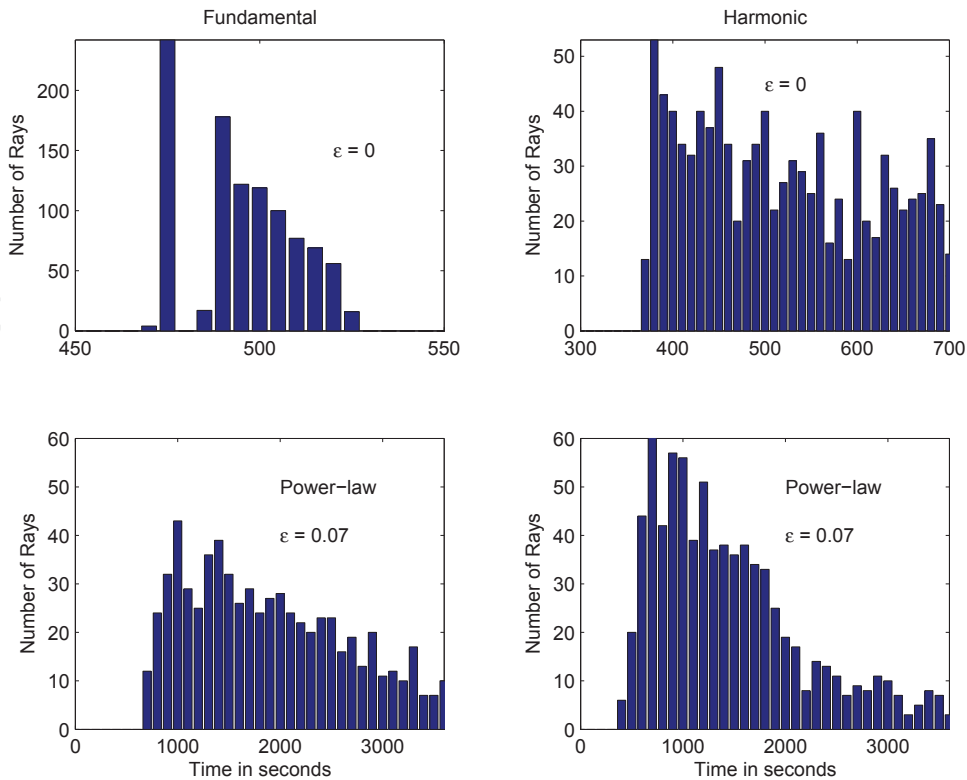 Fundamental
Number of Rays
200
150
100
50
0
ε = 0
450
500
550
Harmonic
Number of Rays
50
40
30
20
10
0
ε = 0
300
400
500
600
700
Number of Rays
60
50
40
30
20
10
0
Power−law
ε = 0.07
0
1000
2000
3000
Time in seconds
Number of Rays
60
50
40
30
20
10
0
Power−law
ε = 0.07
0
1000
2000
3000
Time in seconds